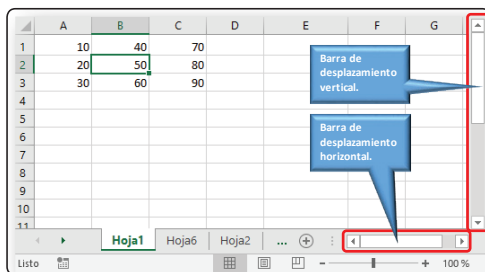 A B C D E F G
1 10 40 70
2 20 50 80
3 30 60 90
4
5
6
7
8
9
10
11
Barra de
desplazamiento
vertical.
Barra de
desplazamiento
horizontal.
Hoja1 Hoja6 Hoja2 ...
Listo 100 %